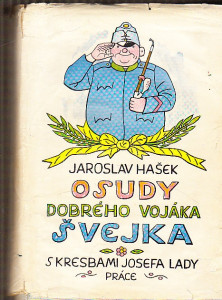 JAROSLAV HAŠEK
OSUDY
DOBRÉHO VOJÁKA
ŠVEJKA
S KRESBAMI JOSEFA LADY
PRÁCE